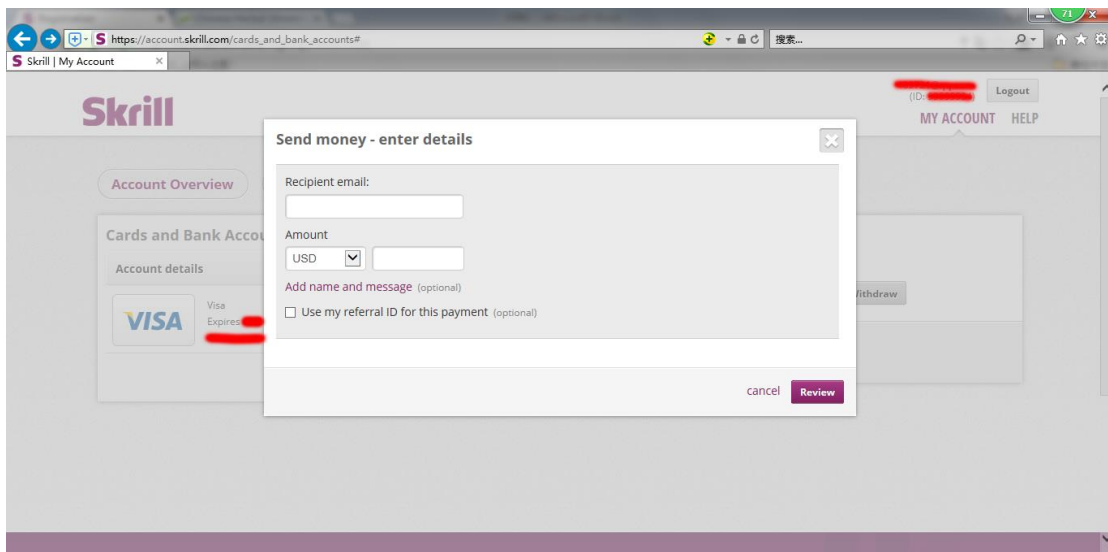 71
https://account.skrill.com/cards_and_bank_accounts#
搜索...
Skrill | My Account
(ID:
Logout
Skrill
MY ACCOUNT HELP
Send money - enter details
Account Overview
Recipient email:
Cards and Bank Accou
Amount
USD
Account details
Add name and message (optional)
Visa
Withdraw
VISA
Expires
Use my referral ID for this payment (optional)
cancel
Review